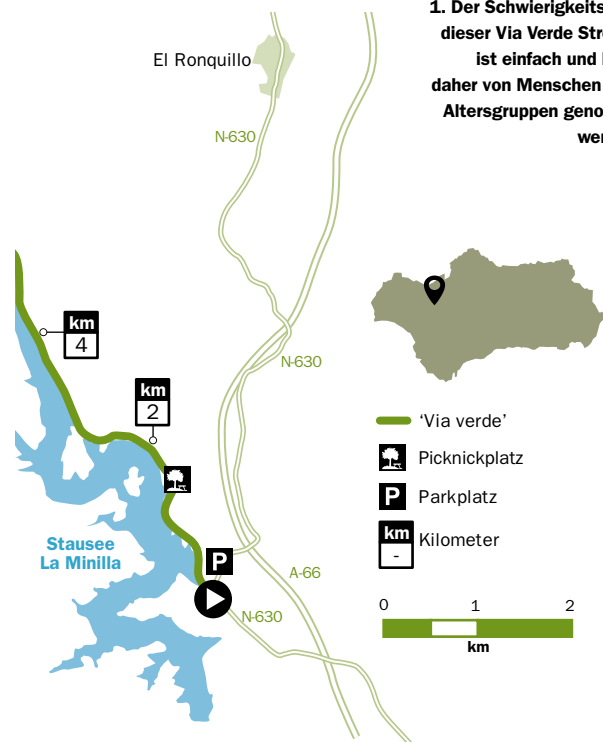 1. Der Schwierigkeits
dieser Via Verde Stre
ist einfach und
daher von Menschen
Altersgruppen geno
wer
El Ronquillo
N-630
km
4
N-630
km
2
'Via verde'
Picknickplatz
P
Parkplatz
km
-
Kilometer
Stausee
La Minilla
P
A-66
N-630
0 1 2
km